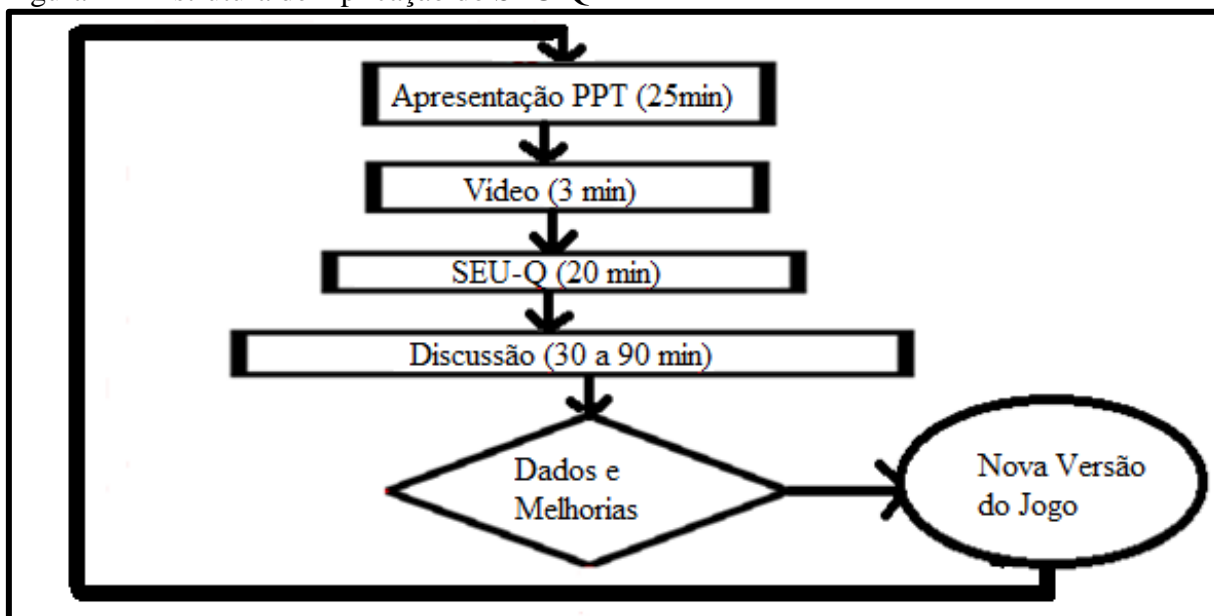 Apresentação PPT (25min)
Vídeo (3 min)
SEU-Q (20 min)
Discussão (30 a 90 min)
Dados e
Melhorias
Nova Versão
do Jogo